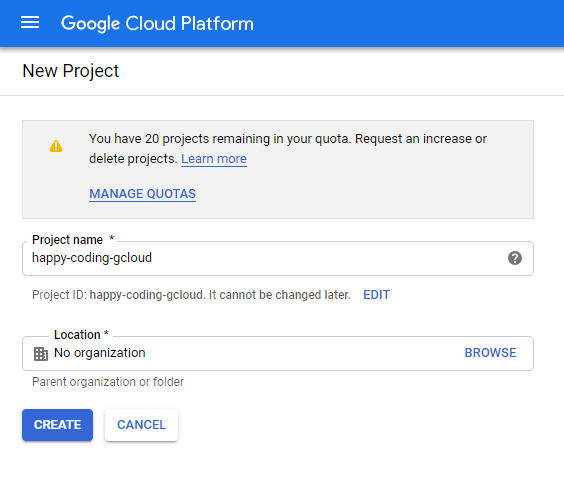 Google Cloud Platform
New Project
You have 20 projects remaining in your quota. Request an increase or
delete projects. Learn more
MANAGE QUOTAS
Project name *
happy-coding-gcloud
Project ID: happy-coding-gcloud. It cannot be changed later. EDIT
Location *
No organization BROWSE
Parent organization or folder
CREATE CANCEL